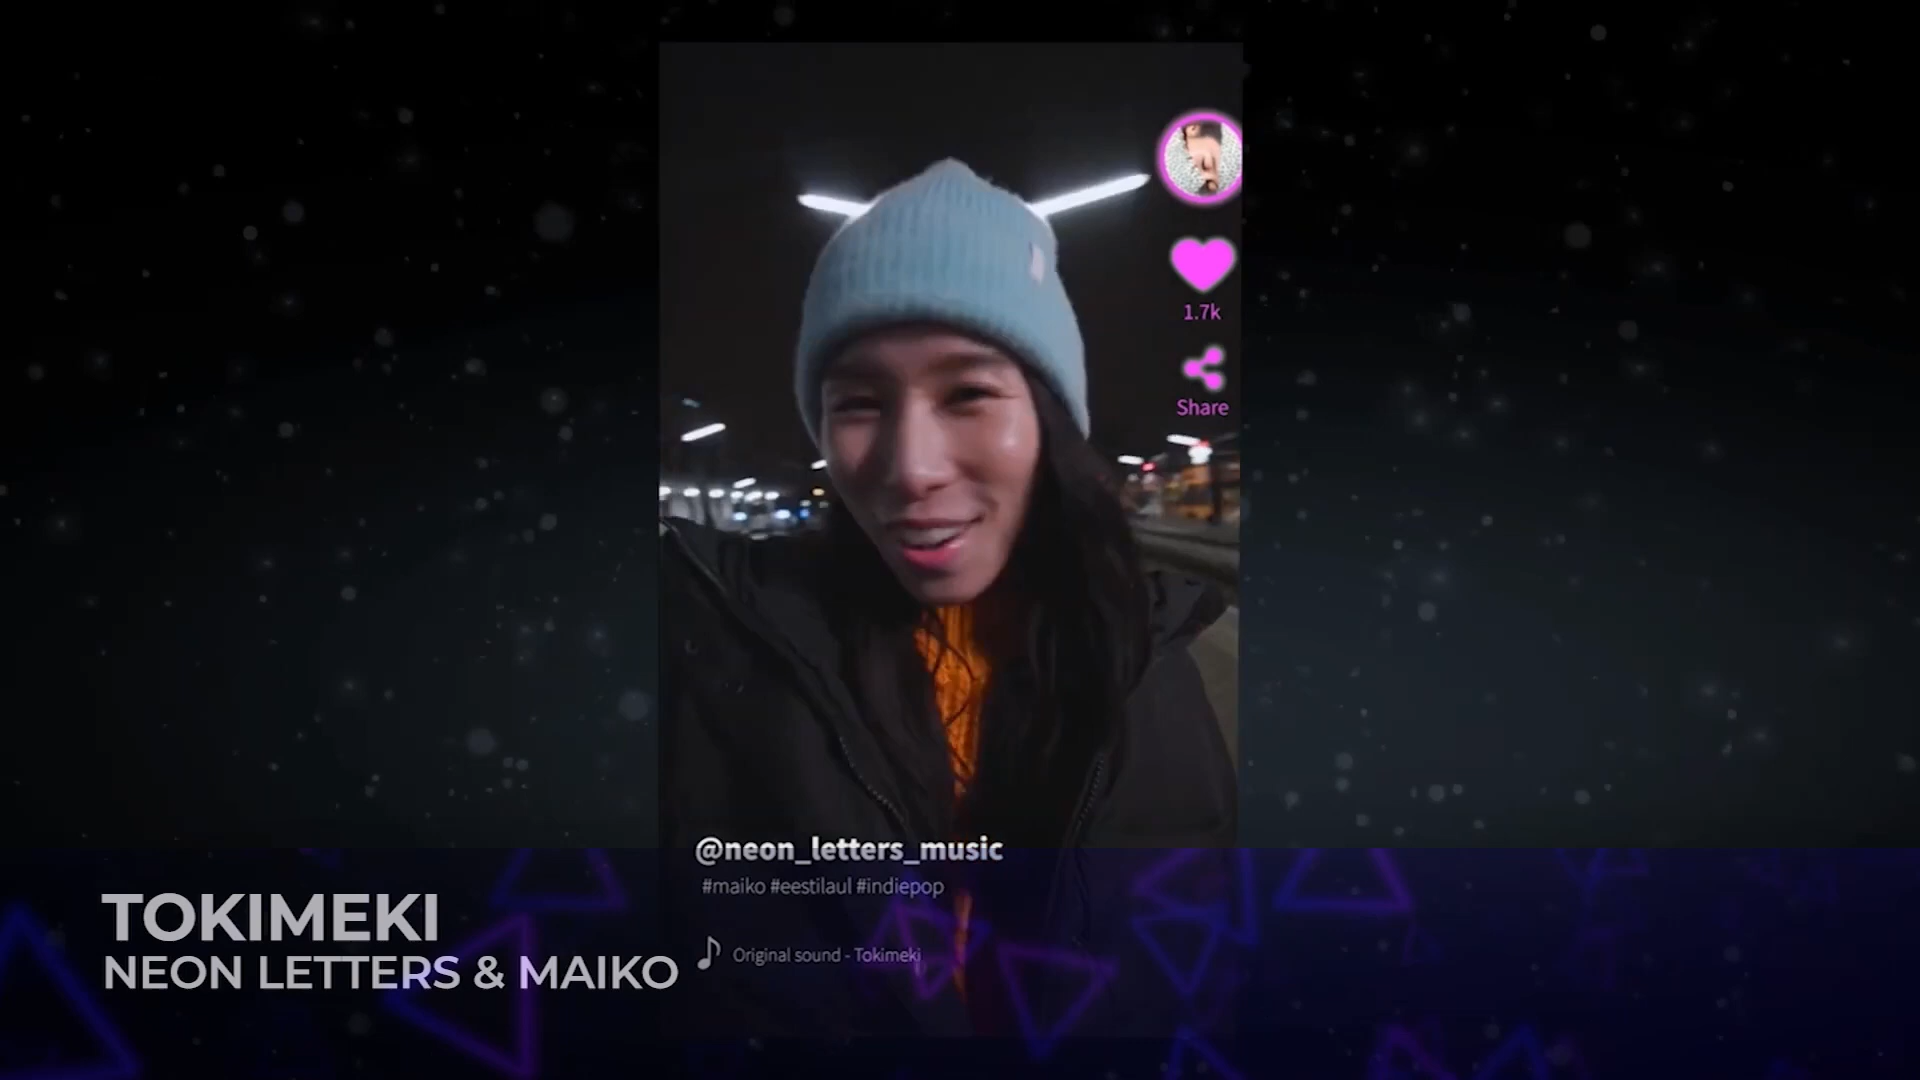 1.7k
Share
@neon_letters_music
#maiko #eestilaul #indiepop
Original sound - Tokimeki
TOKIMEKI
NEON LETTERS & MAIKO